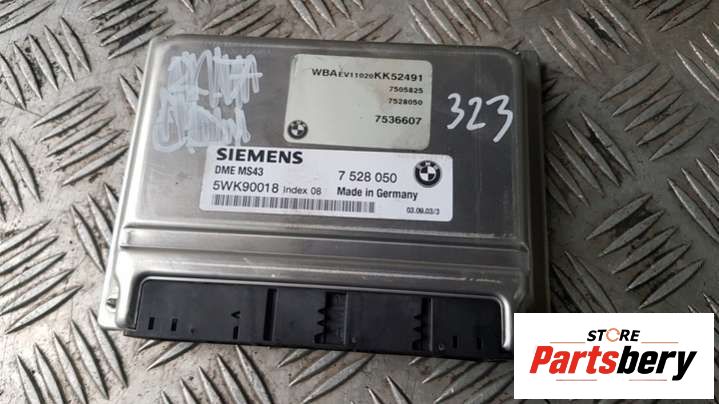 WBAEV11020KK52491
7505825
7528050
7536607
323
SIEMENS
DME MS43
7 528 050
5WK90018 Index 08
Made in Germany
03.09.03/3
STORE
Partsbery